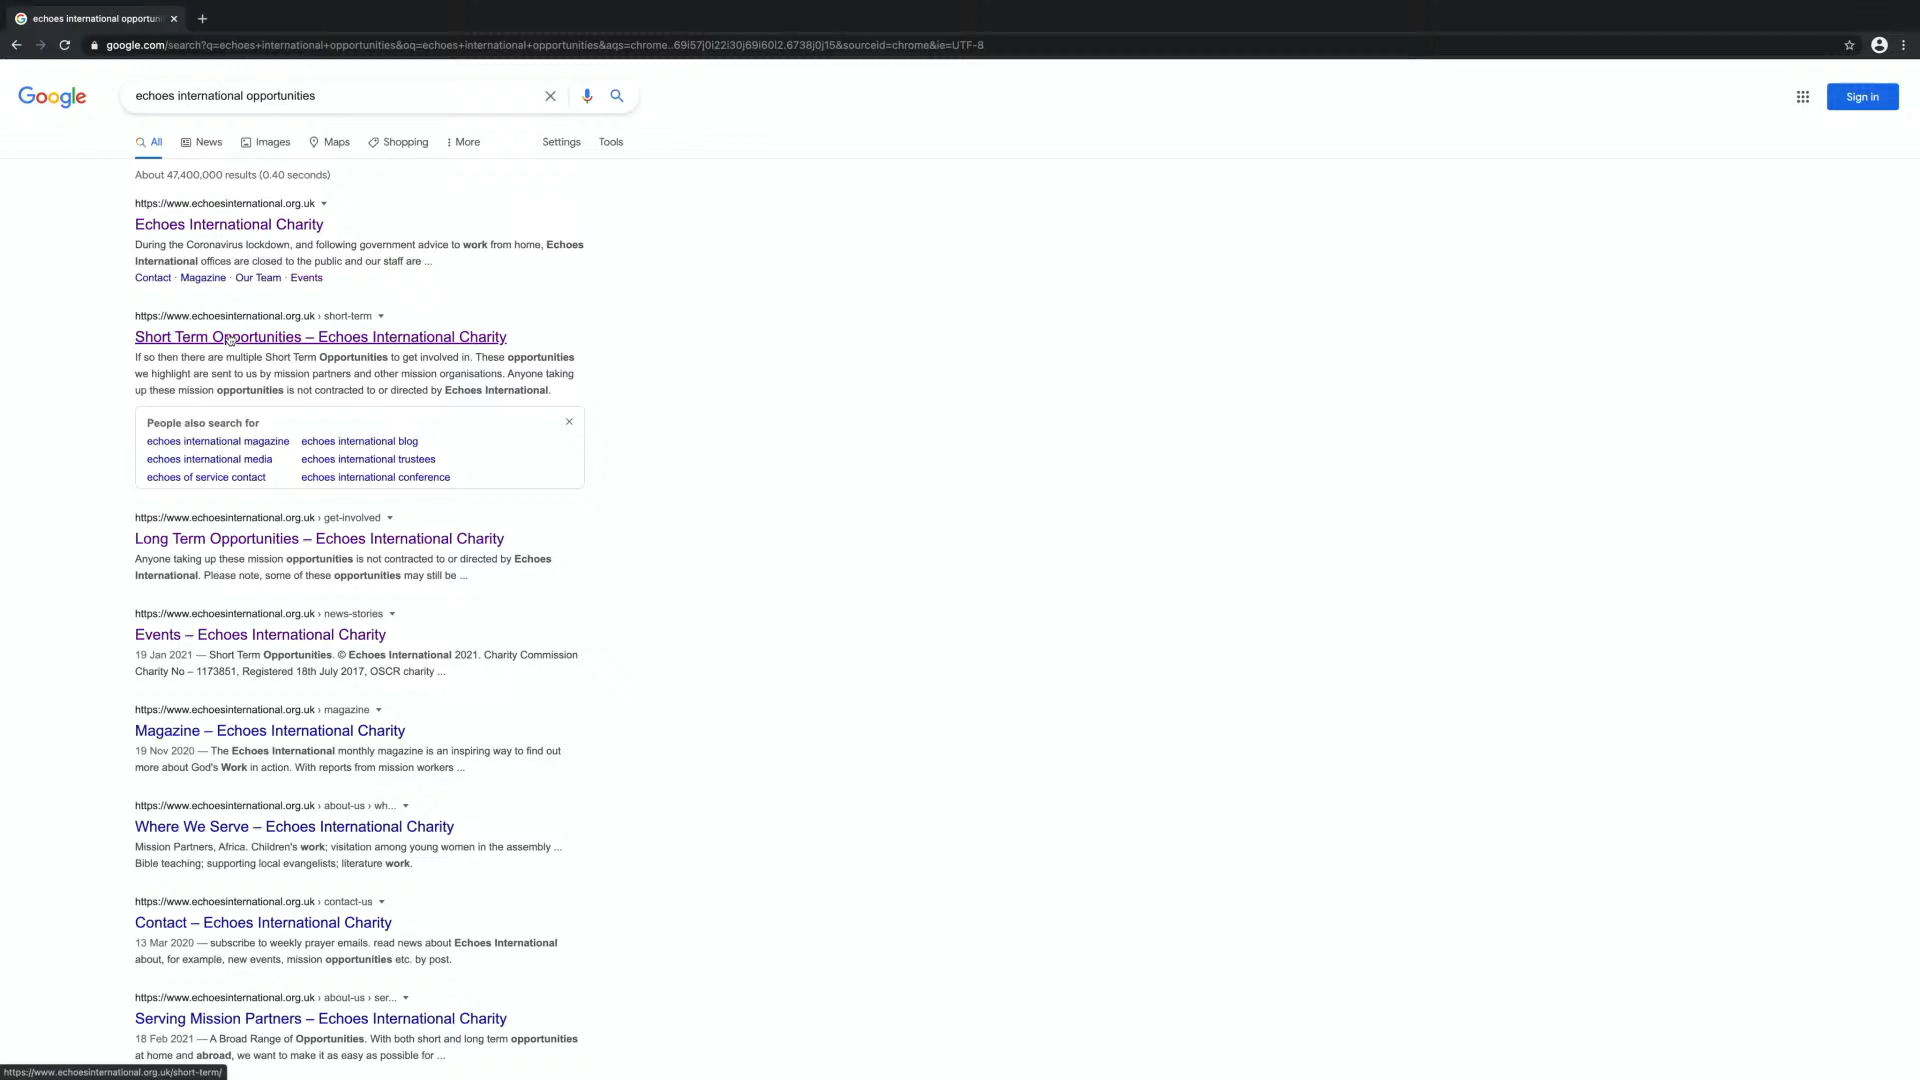 echoes international opportuni
google.com/search?q=echoes+international+opportunities&oq=echoes+international+opportunities&aqs=chrome..69i57j0i22i30j69i60l2.6738j0j15&sourceid=chrome&ie=UTF-8
Google
echoes international opportunities
Sign in
All News Images Maps Shopping More Settings Tools
About 47,400,000 results (0.40 seconds)
https://www.echoesinternational.org.uk
Echoes International Charity
During the Coronavirus lockdown, and following government advice to work from home, Echoes
International offices are closed to the public and our staff are ...
Contact · Magazine · Our Team · Events
https://www.echoesinternational.org.uk › short-term
Short Term Opportunities – Echoes International Charity
If so then there are multiple Short Term Opportunities to get involved in. These opportunities
we highlight are sent to us by mission partners and other mission organisations. Anyone taking
up these mission opportunities is not contracted to or directed by Echoes International.
People also search for
echoes international magazine echoes international blog
echoes international media echoes international trustees
echoes of service contact echoes international conference
https://www.echoesinternational.org.uk › get-involved
Long Term Opportunities – Echoes International Charity
Anyone taking up these mission opportunities is not contracted to or directed by Echoes
International. Please note, some of these opportunities may still be ...
https://www.echoesinternational.org.uk › news-stories
Events – Echoes International Charity
19 Jan 2021 — Short Term Opportunities. © Echoes International 2021. Charity Commission
Charity No – 1173851, Registered 18th July 2017, OSCR charity ...
https://www.echoesinternational.org.uk › magazine
Magazine – Echoes International Charity
19 Nov 2020 — The Echoes International monthly magazine is an inspiring way to find out
more about God's Work in action. With reports from mission workers ...
https://www.echoesinternational.org.uk › about-us › wh...
Where We Serve – Echoes International Charity
Mission Partners, Africa. Children's work; visitation among young women in the assembly ...
Bible teaching; supporting local evangelists; literature work.
https://www.echoesinternational.org.uk › contact-us
Contact – Echoes International Charity
13 Mar 2020 — subscribe to weekly prayer emails. read news about Echoes International
about, for example, new events, mission opportunities etc. by post.
https://www.echoesinternational.org.uk › about-us › ser...
Serving Mission Partners – Echoes International Charity
18 Feb 2021 — A Broad Range of Opportunities. With both short and long term opportunities
at home and abroad, we want to make it as easy as possible for ...
https://www.echoesinternational.org.uk/short-term/